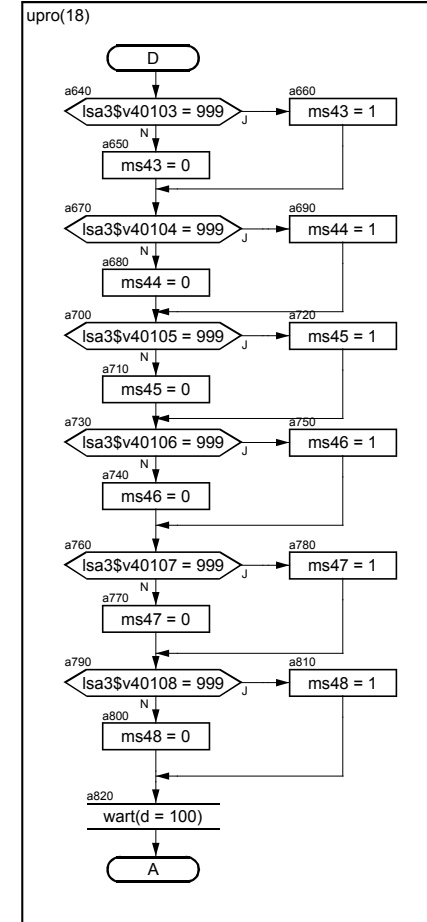 upro(18)
D
a640
lsa3$v40103 = 999
J
N
a660
ms43 = 1
a650
ms43 = 0
a670
lsa3$v40104 = 999
J
N
a690
ms44 = 1
a680
ms44 = 0
a700
lsa3$v40105 = 999
J
N
a720
ms45 = 1
a710
ms45 = 0
a730
lsa3$v40106 = 999
J
N
a750
ms46 = 1
a740
ms46 = 0
a760
lsa3$v40107 = 999
J
N
a780
ms47 = 1
a770
ms47 = 0
a790
lsa3$v40108 = 999
J
N
a810
ms48 = 1
a800
ms48 = 0
a820
wart(d = 100)
A